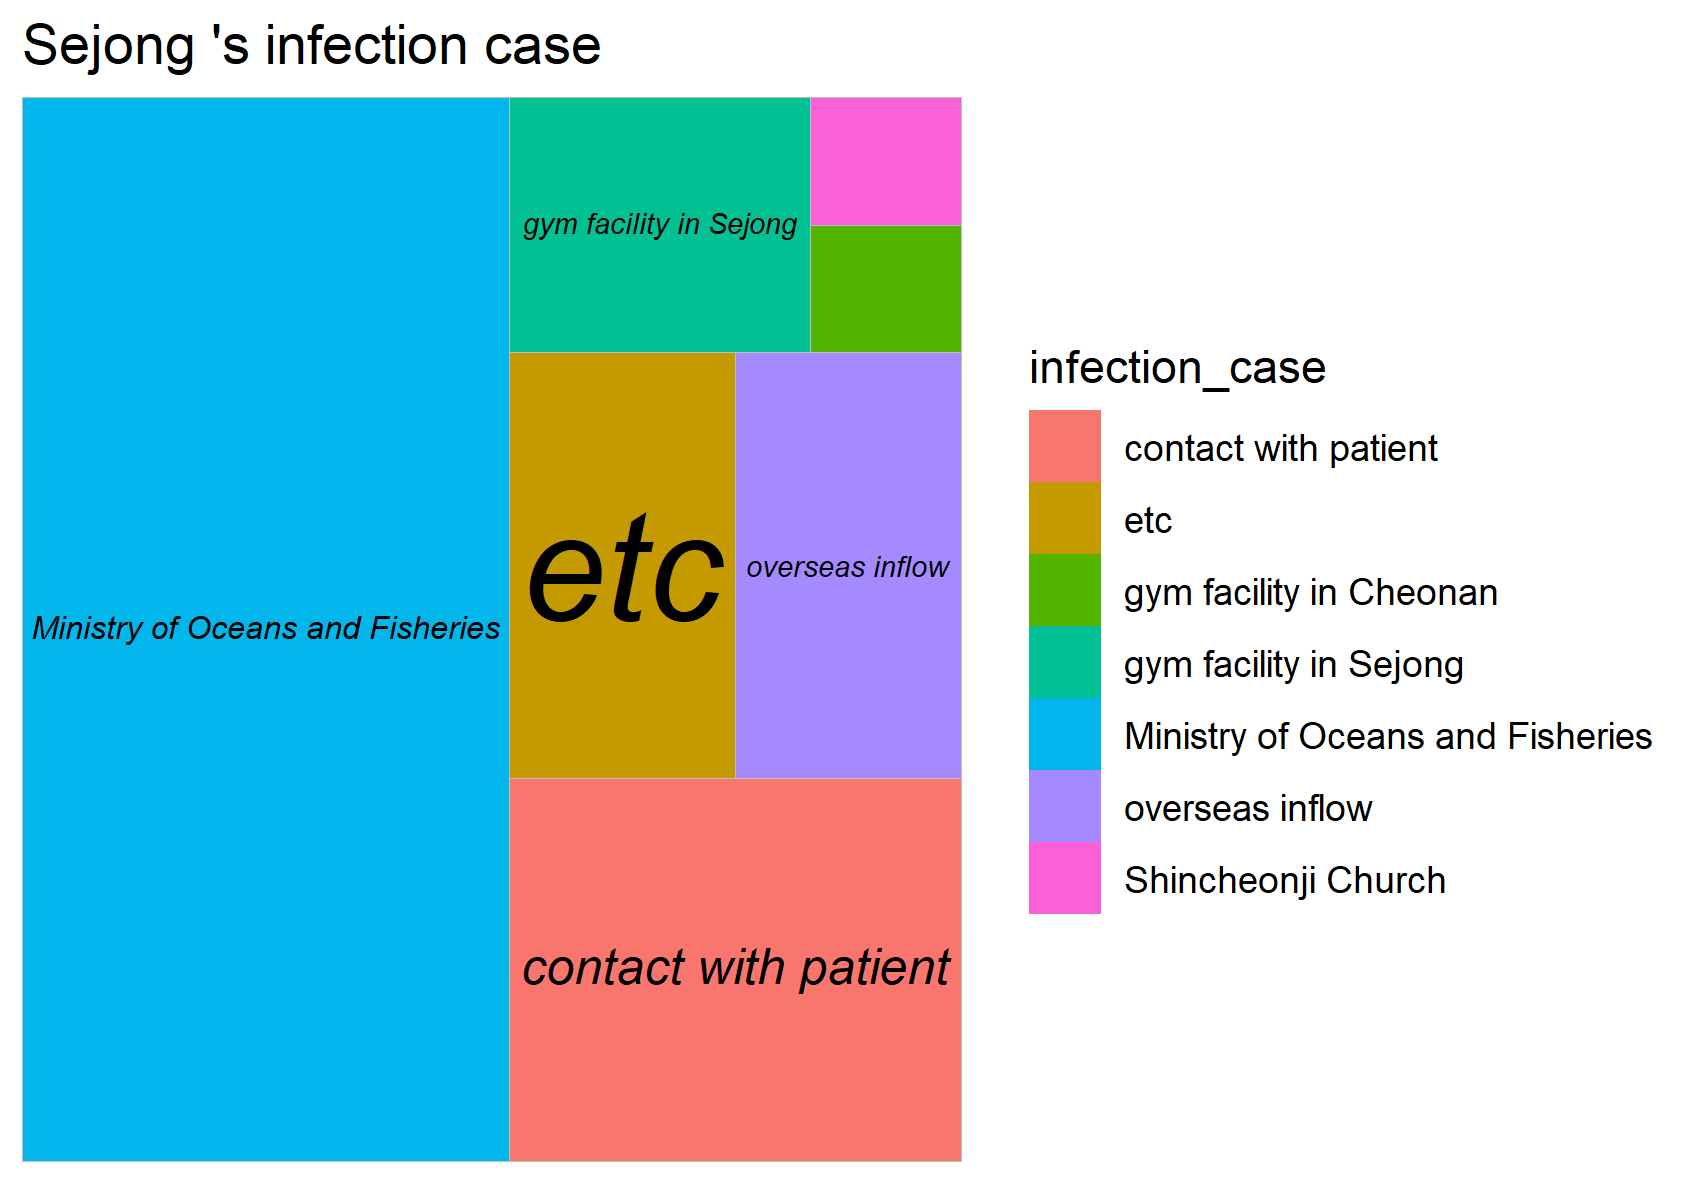 Sejong 's infection case
gym facility in Sejong
Ministry of Oceans and Fisheries
etc
overseas inflow
contact with patient
infection_case
contact with patient
etc
gym facility in Cheonan
gym facility in Sejong
Ministry of Oceans and Fisheries
overseas inflow
Shincheonji Church